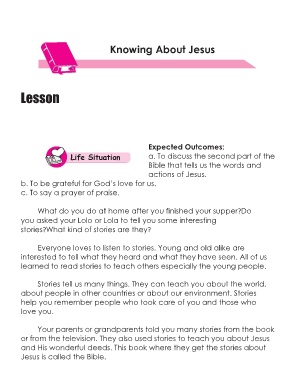 Knowing About Jesus
Lesson
Life Situation
Expected Outcomes:
a. To discuss the second part of the
Bible that tells us the words and
actions of Jesus.
b. To be grateful for God's love for us.
c. To say a prayer of praise.
What do you do at home after you finished your supper?Do
you asked your Lolo or Lola to tell you some interesting
stories?What kind of stories are they?
Everyone loves to listen to stories. Young and old alike are
interested to tell what they heard and what they have seen. All of us
learned to read stories to teach others especially the young people.
Stories tell us many things. They can teach you about the world,
about people in other countries or about our environment. Stories
help you remember people who took care of you and those who
love you.
Your parents or grandparents told you many stories from the book
or from the television. They also used stories to teach you about Jesus
and His wonderful deeds. This book where they get the stories about
Jesus is called the Bible.